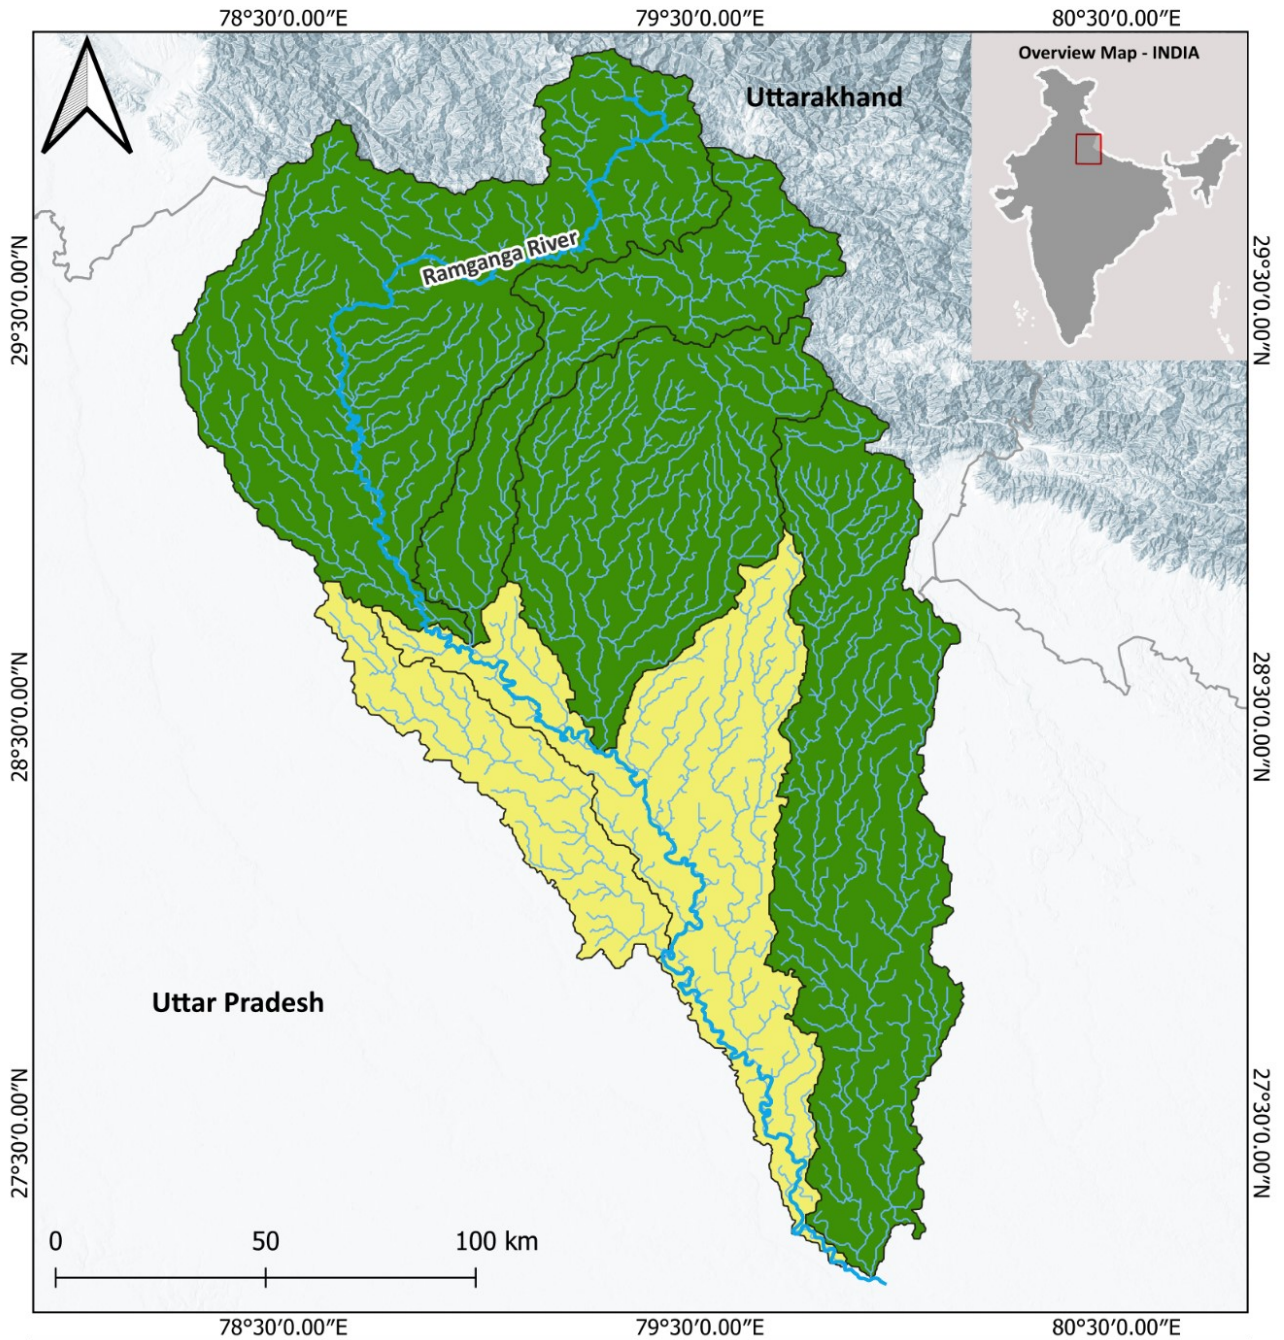 78°30′0.00″E
79°30′0.00″E
80°30′0.00″E
Overview Map - INDIA
Uttarakhand
Ramganga River
29°30′0.00″N
29°30′0.00″N
28°30′0.00″N
28°30′0.00″N
Uttar Pradesh
27°30′0.00″N
27°30′0.00″N
0 50 100 km
78°30′0.00″E
79°30′0.00″E
80°30′0.00″E